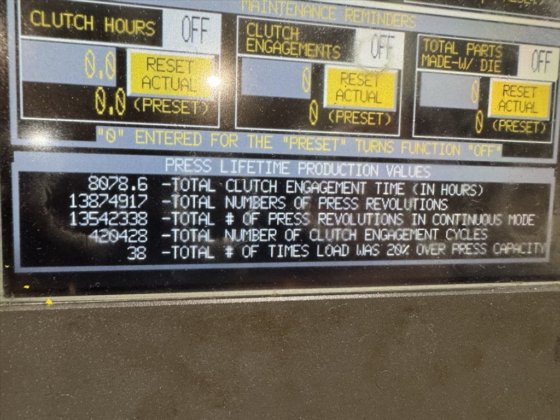 MAINTENANCE REMINDERS
CLUTCH HOURS OFF
0.0 RESET ACTUAL
0.0 (PRESET)
CLUTCH ENGAGEMENTS OFF
0 RESET ACTUAL
0 (PRESET)
TOTAL PARTS MADE-W/ DIE OFF
0 RESET ACTUAL
0 (PRESET)
"0" ENTERED FOR THE "PRESET" TURNS FUNCTION "OFF"
PRESS LIFETIME PRODUCTION VALUES
8078.6 -TOTAL CLUTCH ENGAGEMENT TIME (IN HOURS)
13874917 -TOTAL NUMBERS OF PRESS REVOLUTIONS
13542338 -TOTAL # OF PRESS REVOLUTIONS IN CONTINUOUS MODE
420428 -TOTAL NUMBER OF CLUTCH ENGAGEMENT CYCLES
38 -TOTAL # OF TIMES LOAD WAS 20% OVER PRESS CAPACITY